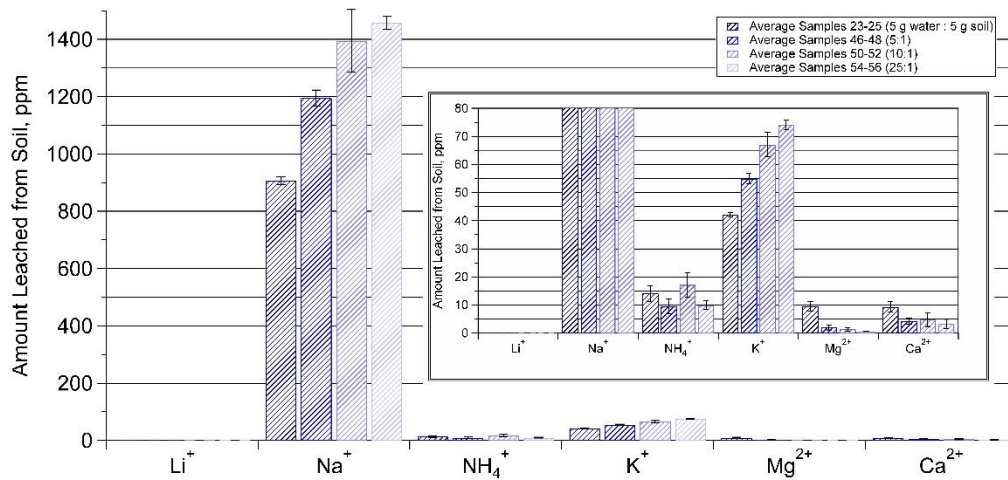 Average Samples 23-25 (5 g water : 5 g soil)
Average Samples 46-48 (5:1)
Average Samples 50-52 (10:1)
Average Samples 54-56 (25:1)
Amount Leached from Soil, ppm
1400
1200
1000
800
600
400
200
0
Li⁺ Na⁺ NH₄⁺ K⁺ Mg²⁺ Ca²⁺
Amount Leached from Soil, ppm
80
70
60
50
40
30
20
10
0
Li⁺ Na⁺ NH₄⁺ K⁺ Mg²⁺ Ca²⁺